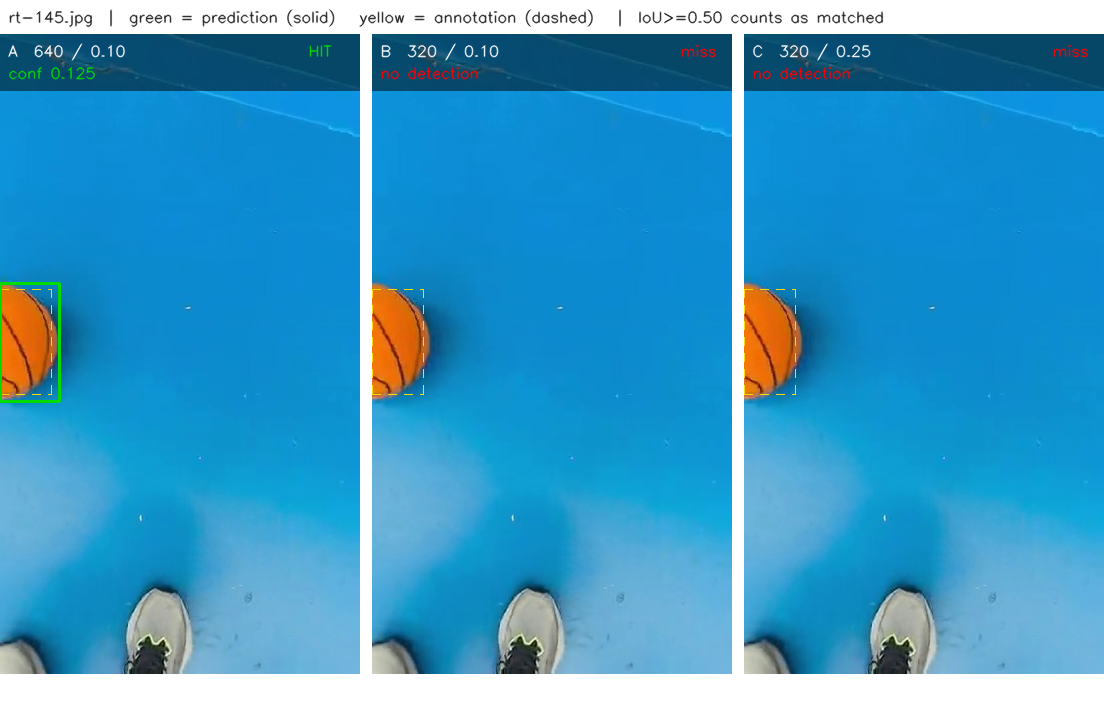 rt-145.jpg | green = prediction (solid) yellow = annotation (dashed) | IoU>=0.50 counts as matched
A 640 / 0.10 HIT
conf 0.125
B 320 / 0.10 miss
no detection
C 320 / 0.25 miss
no detection